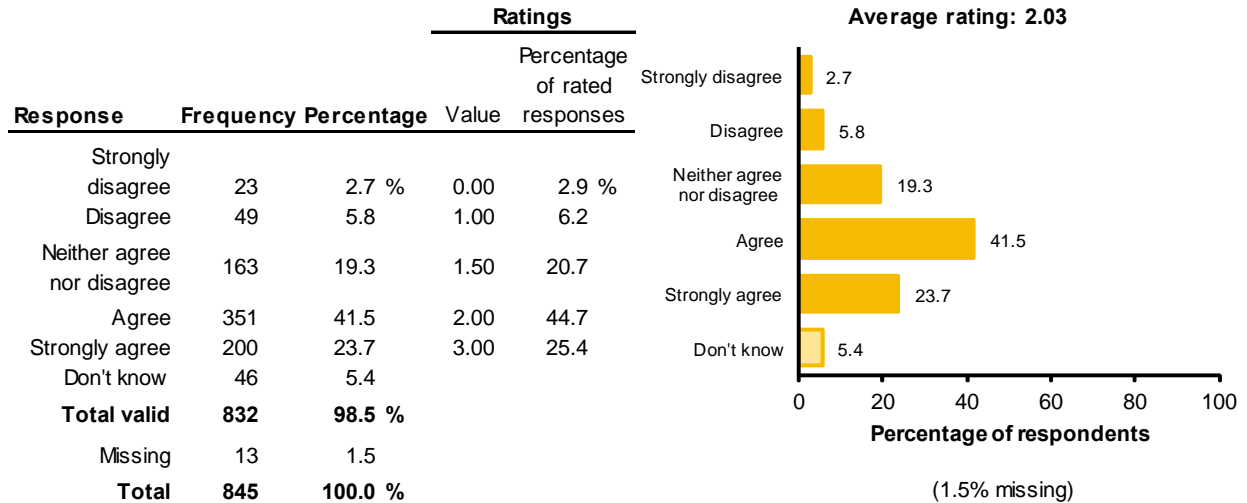 Ratings
Response Frequency Percentage Value Percentage of rated responses
Strongly disagree 23 2.7 % 0.00 2.9 %
Disagree 49 5.8 1.00 6.2
Neither agree nor disagree 163 19.3 1.50 20.7
Agree 351 41.5 2.00 44.7
Strongly agree 200 23.7 3.00 25.4
Don't know 46 5.4
Total valid 832 98.5 %
Missing 13 1.5
Total 845 100.0 %
Average rating: 2.03
Strongly disagree 2.7
Disagree 5.8
Neither agree
nor disagree 19.3
Agree 41.5
Strongly agree 23.7
Don't know 5.4
0 20 40 60 80 100
Percentage of respondents
(1.5% missing)